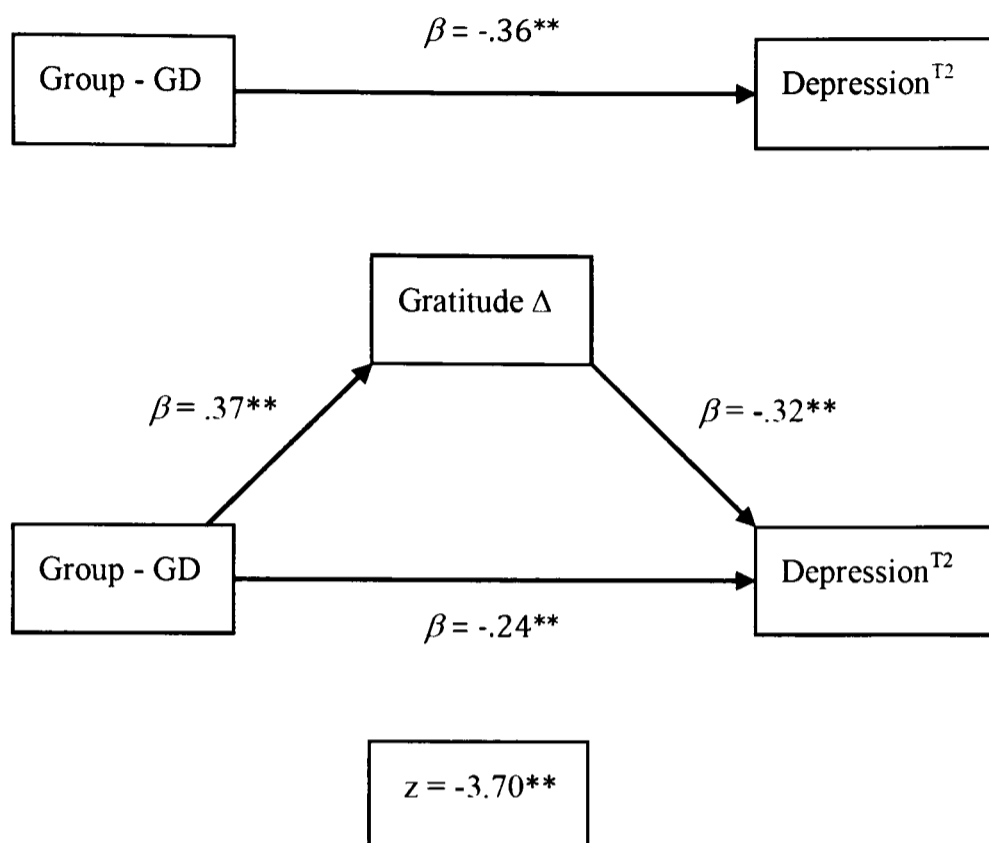 β = -.36**
Group - GD
Depression^T2
Gratitude Δ
β = .37**
β = -.32**
Group - GD
Depression^T2
β = -.24**
z = -3.70**